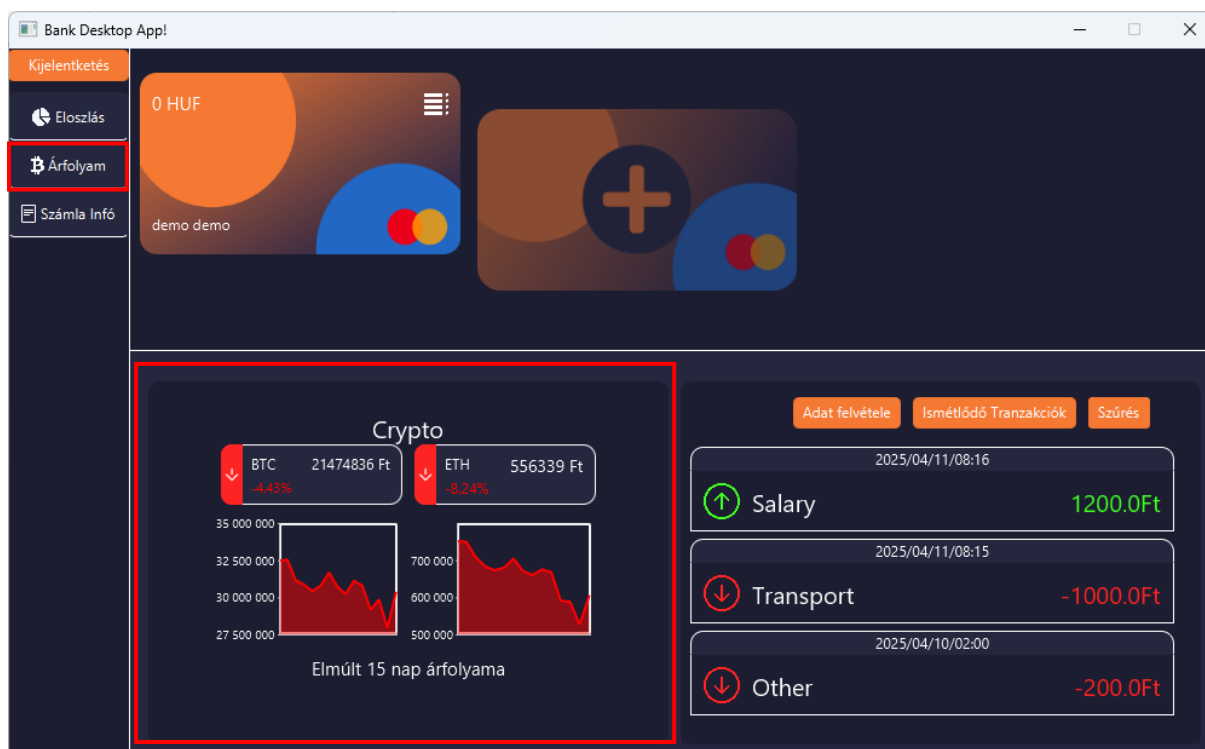 Bank Desktop App!
Kijelentketés
Eloszlás
Árfolyam
Számla Infó
0 HUF
demo demo
Crypto
BTC 21474836 Ft
-4.43%
ETH 556339 Ft
-8.24%
35 000 000
32 500 000
30 000 000
27 500 000
700 000
600 000
500 000
Elmúlt 15 nap árfolyama
Adat felvétele Ismétlődő Tranzakciók Szűrés
2025/04/11/08:16
Salary 1200.0Ft
2025/04/11/08:15
Transport -1000.0Ft
2025/04/10/02:00
Other -200.0Ft